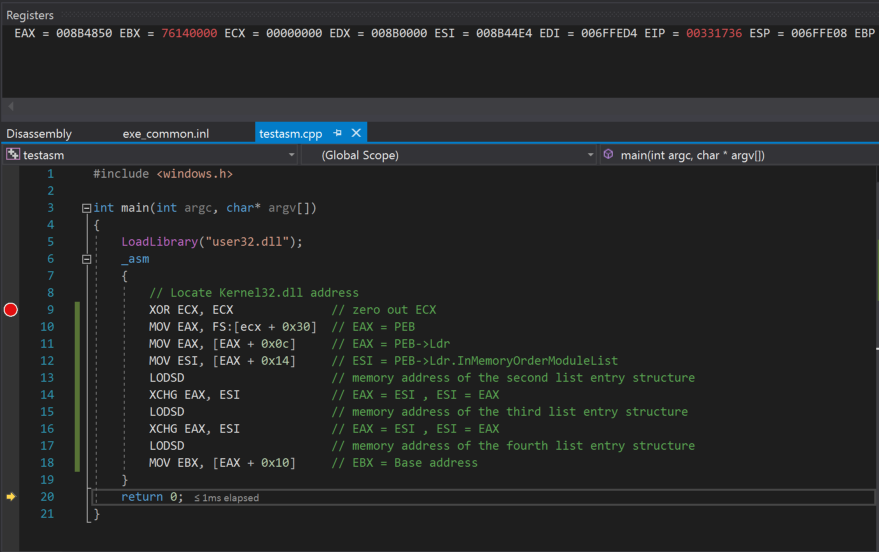 Registers
EAX = 008B4850 EBX = 76140000 ECX = 00000000 EDX = 008B0000 ESI = 008B44E4 EDI = 006FFED4 EIP = 00331736 ESP = 006FFE08 EBP
Disassembly exe_common.inl testasm.cpp
testasm (Global Scope) main(int argc, char * argv[])
1 #include <windows.h>
2
3 int main(int argc, char* argv[])
4 {
5 LoadLibrary("user32.dll");
6 _asm
7 {
8 // Locate Kernel32.dll address
9 XOR ECX, ECX // zero out ECX
10 MOV EAX, FS:[ecx + 0x30] // EAX = PEB
11 MOV EAX, [EAX + 0x0c] // EAX = PEB->Ldr
12 MOV ESI, [EAX + 0x14] // ESI = PEB->Ldr.InMemoryOrderModuleList
13 LODSD // memory address of the second list entry structure
14 XCHG EAX, ESI // EAX = ESI , ESI = EAX
15 LODSD // memory address of the third list entry structure
16 XCHG EAX, ESI // EAX = ESI , ESI = EAX
17 LODSD // memory address of the fourth list entry structure
18 MOV EBX, [EAX + 0x10] // EBX = Base address
19 }
20 return 0; ≤ 1ms elapsed
21 }